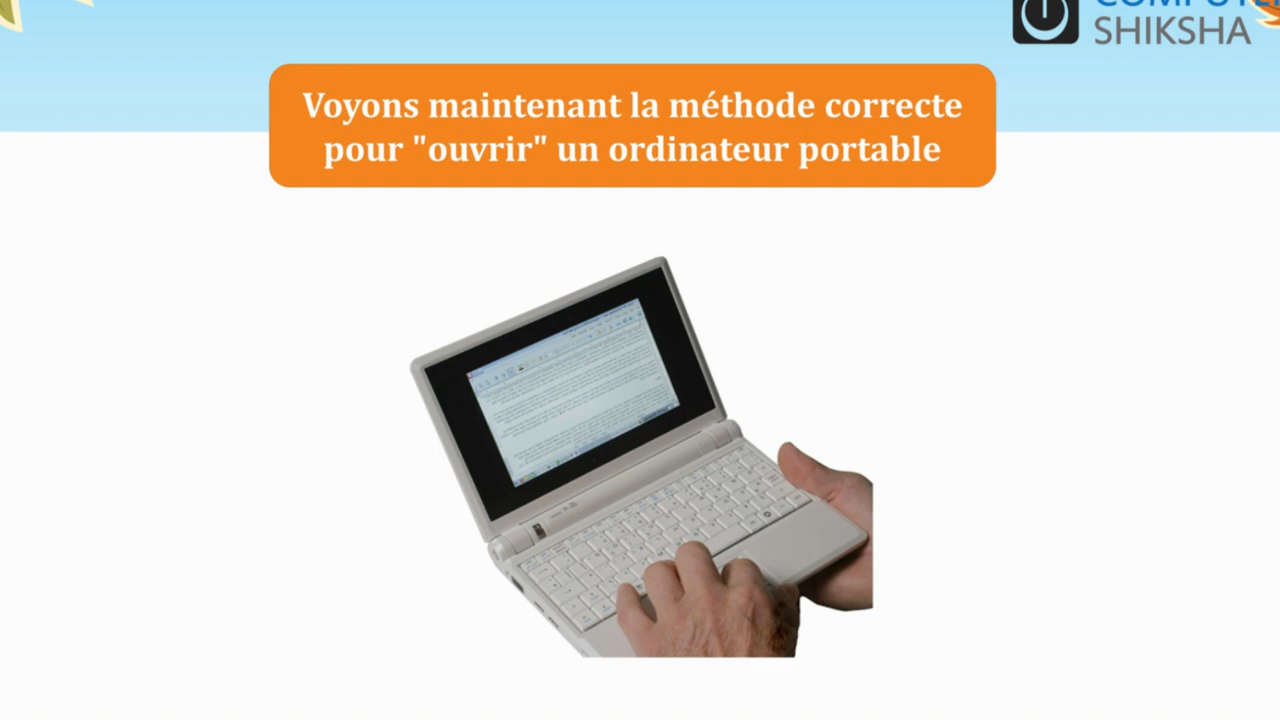 SHIKSHA
Voyons maintenant la méthode correcte
pour "ouvrir" un ordinateur portable